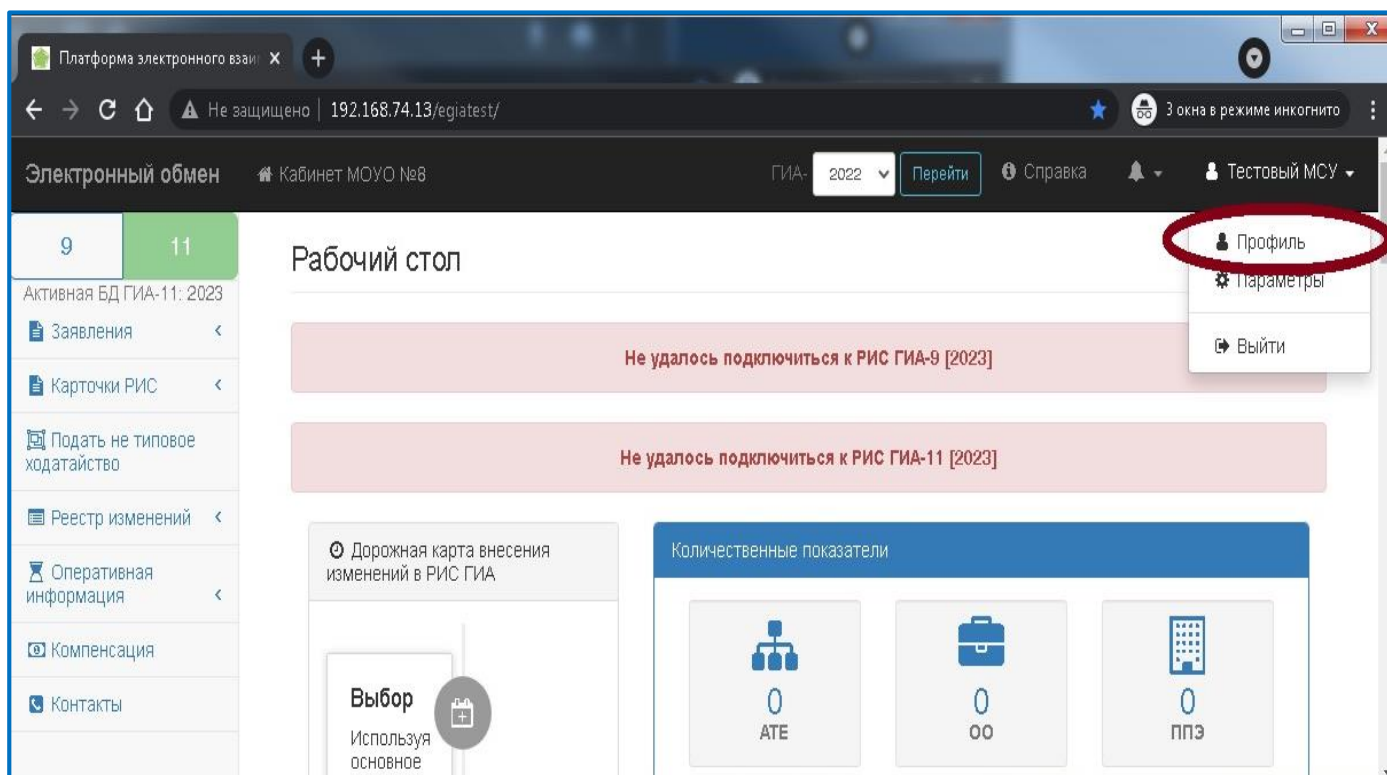 Платформа электронного взаи
Не защищено | 192.168.74.13/egiatest/
3 окна в режиме инкогнито
Электронный обмен
Кабинет МОУО №8
ГИА-
2022
Перейти
Справка
Тестовый МСУ
Профиль
Параметры
Выйти
9
11
Активная БД ГИА-11: 2023
Заявления
Карточки РИС
Подать не типовое
ходатайство
Реестр изменений
Оперативная
информация
Компенсация
Контакты
Рабочий стол
Не удалось подключиться к РИС ГИА-9 [2023]
Не удалось подключиться к РИС ГИА-11 [2023]
Дорожная карта внесения
изменений в РИС ГИА
Выбор
Используя
основное
Количественные показатели
0
АТЕ
0
ОО
0
ППЭ